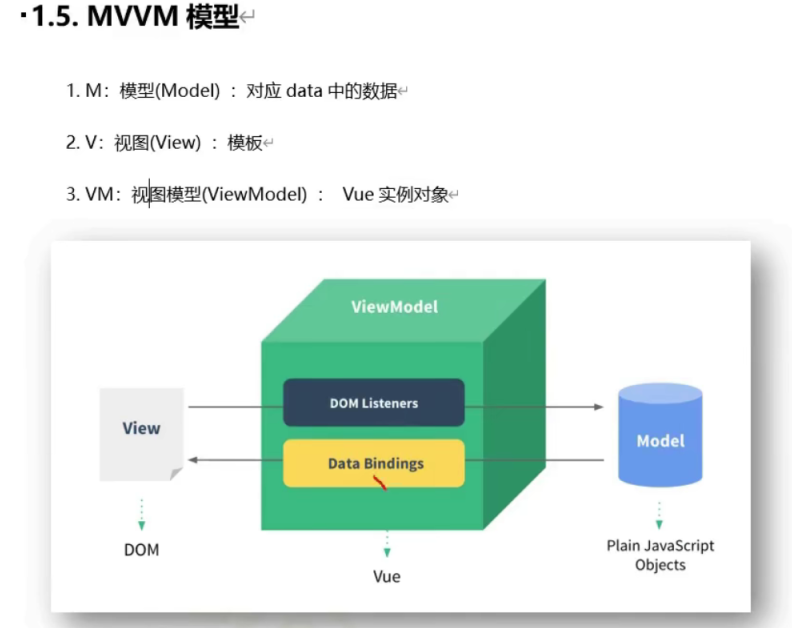 1.5. MVVM 模型
1. M：模型(Model) ：对应 data 中的数据
2. V：视图(View) ：模板
3. VM：视图模型(ViewModel) ： Vue 实例对象
ViewModel
DOM Listeners
View
Model
Data Bindings
DOM
Plain JavaScript
Objects
Vue